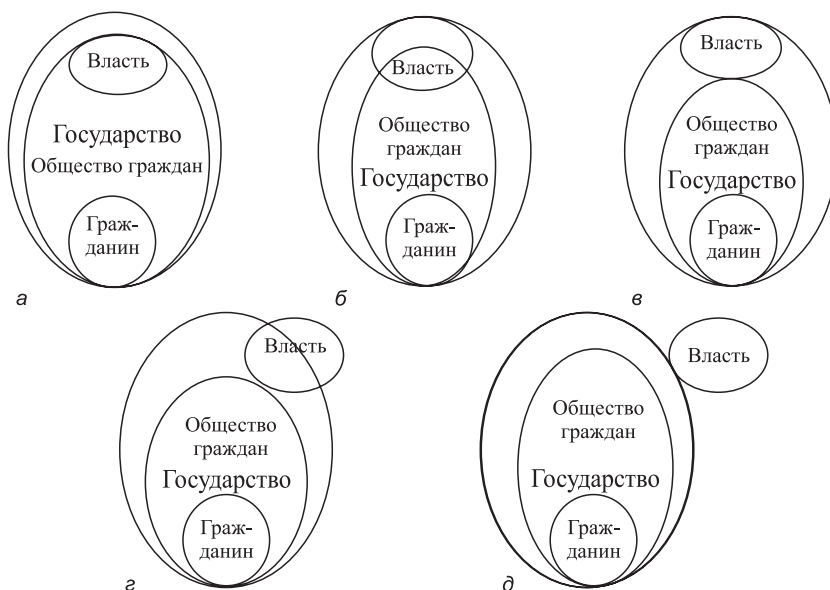 Власть
Государство
Общество граждан
Граж-
данин
а
Власть
Общество
граждан
Государство
Граж-
данин
б
Власть
Общество
граждан
Государство
Граж-
данин
в
Власть
Общество
граждан
Государство
Граж-
данин
г
Власть
Общество
граждан
Государство
Граж-
данин
д